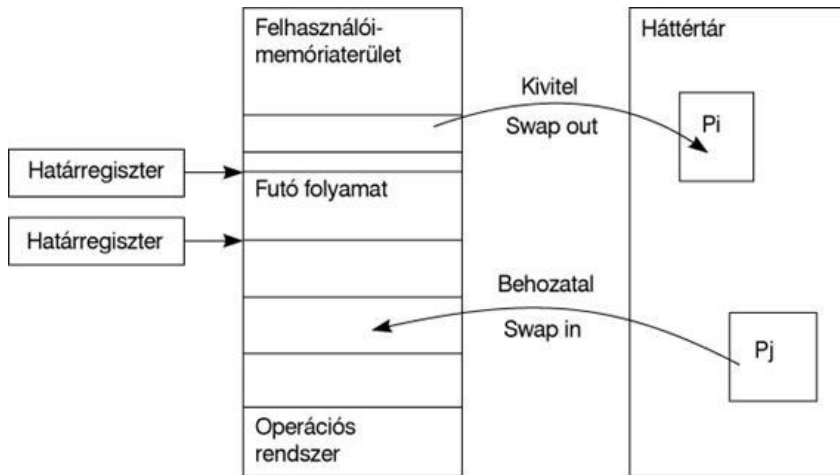 Felhasználói-
memóriaterület
Háttértár
Kivitel
Swap out
Pi
Határregiszter
Futó folyamat
Határregiszter
Behozatal
Swap in
Pj
Operációs
rendszer